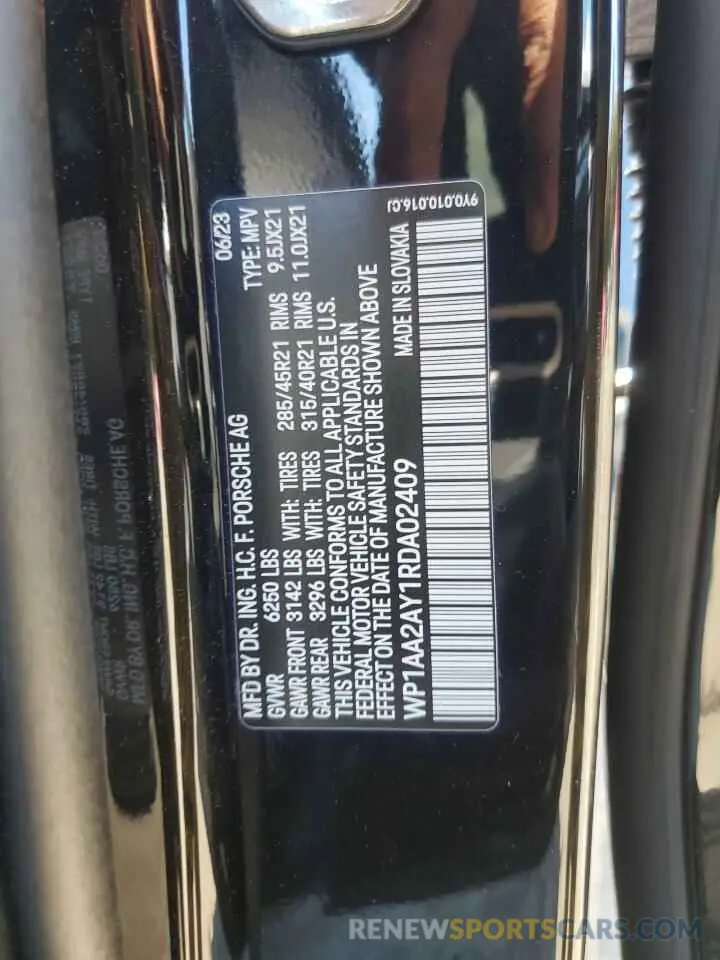 MFD BY DR. ING. H.C. F. PORSCHE AG 06/23
GVWR 6250 LBS TYPE: MPV
GAWR FRONT 3142 LBS WITH: TIRES 285/45R21 RIMS 9.5JX21
GAWR REAR 3296 LBS WITH: TIRES 315/40R21 RIMS 11.0JX21
THIS VEHICLE CONFORMS TO ALL APPLICABLE U.S.
FEDERAL MOTOR VEHICLE SAFETY STANDARDS IN
EFFECT ON THE DATE OF MANUFACTURE SHOWN ABOVE
WP1AA2AY1RDA02409 MADE IN SLOVAKIA
9Y0.010.016.CJ
RENEWSPORTSCARS.COM